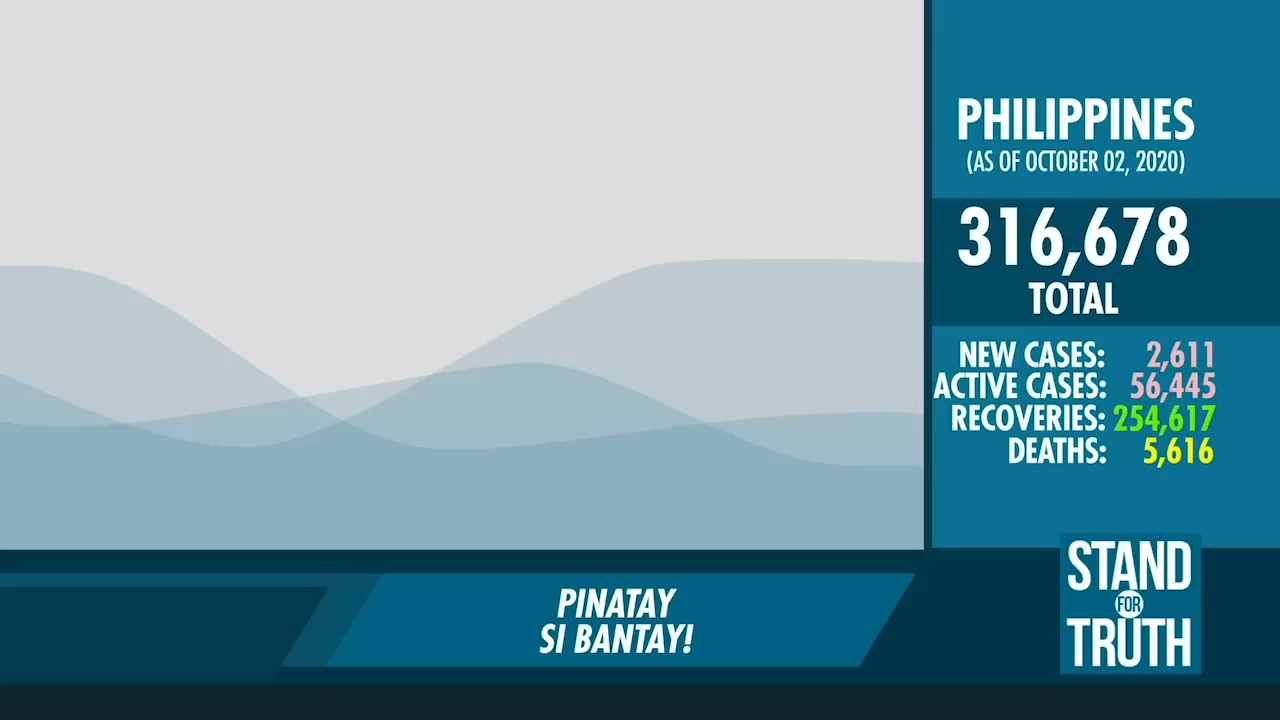 PHILIPPINES
(AS OF OCTOBER 02, 2020)
316,678
TOTAL
NEW CASES: 2,611
ACTIVE CASES: 56,445
RECOVERIES: 254,617
DEATHS: 5,616
PINATAY
SI BANTAY!
STAND
FOR
TRUTH